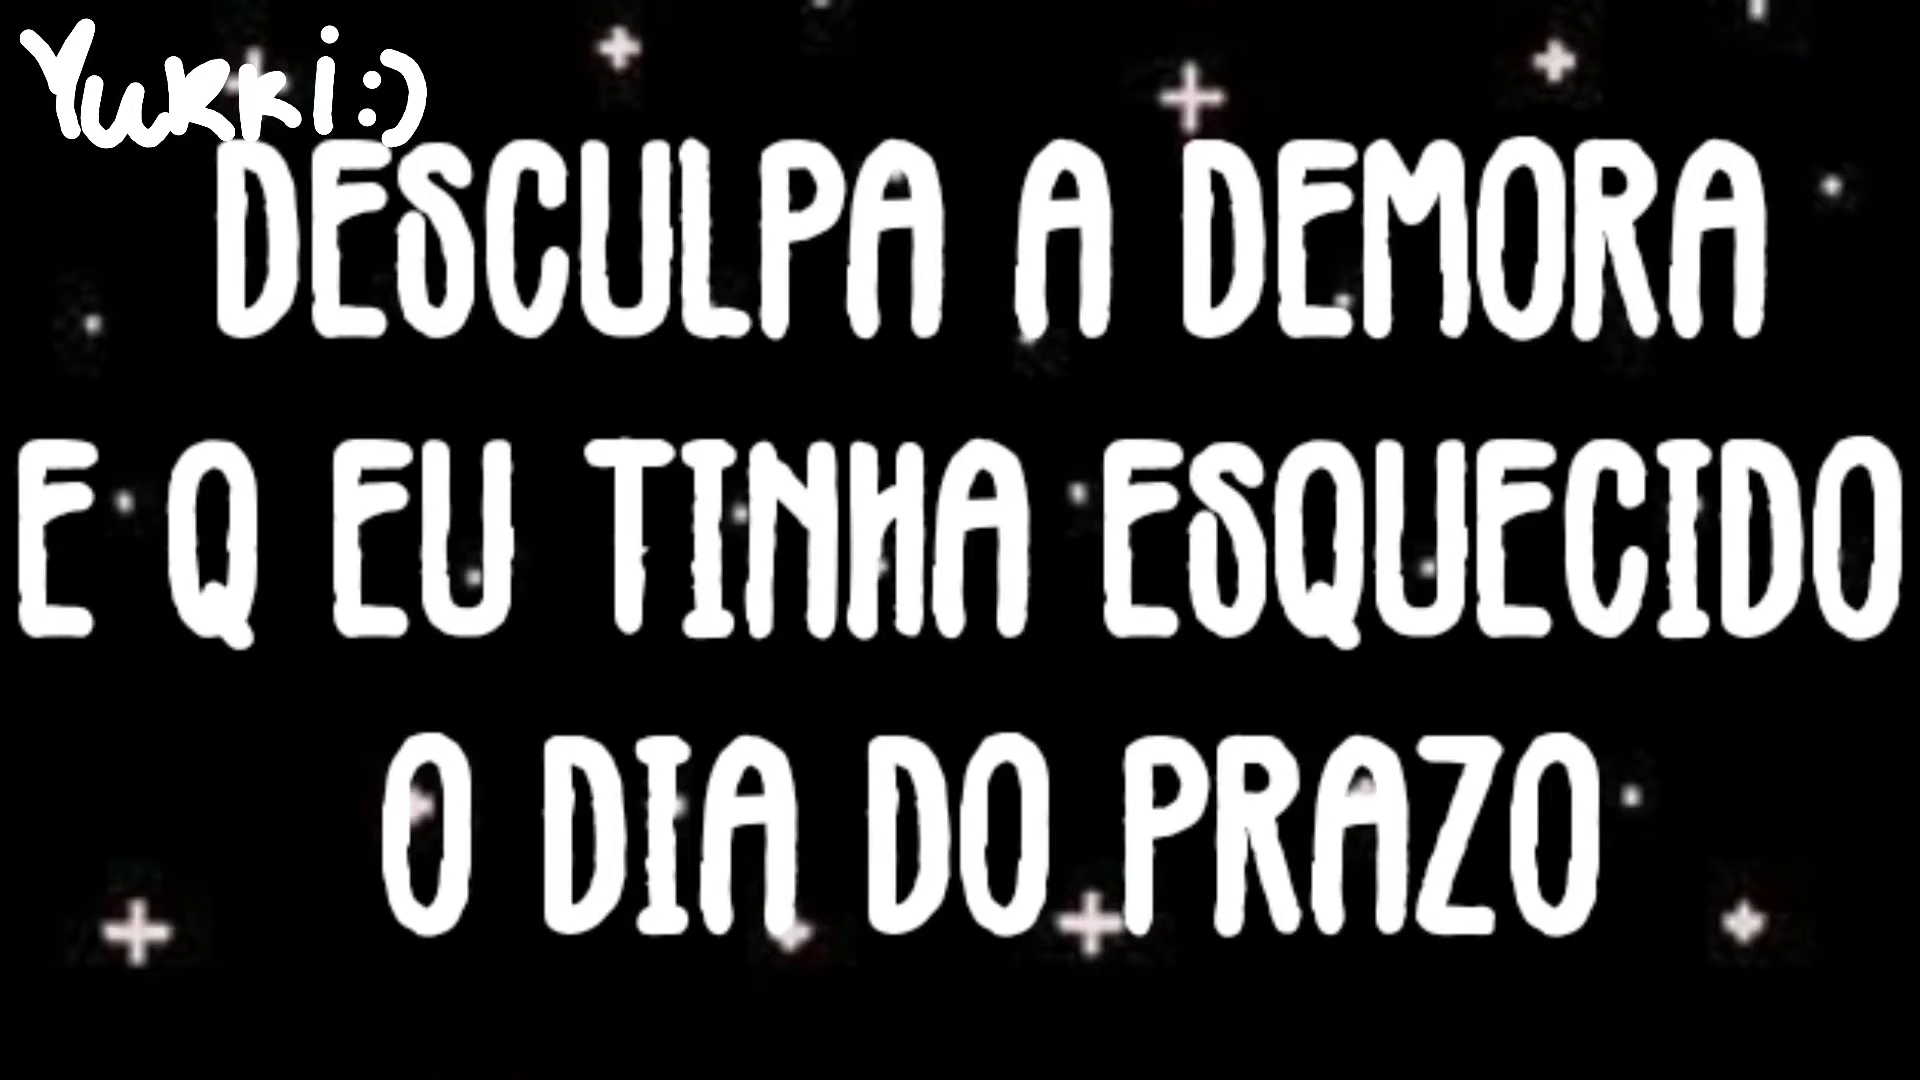 Yukki :)
DESCULPA A DEMORA
E Q EU TINHA ESQUECIDO
O DIA DO PRAZO